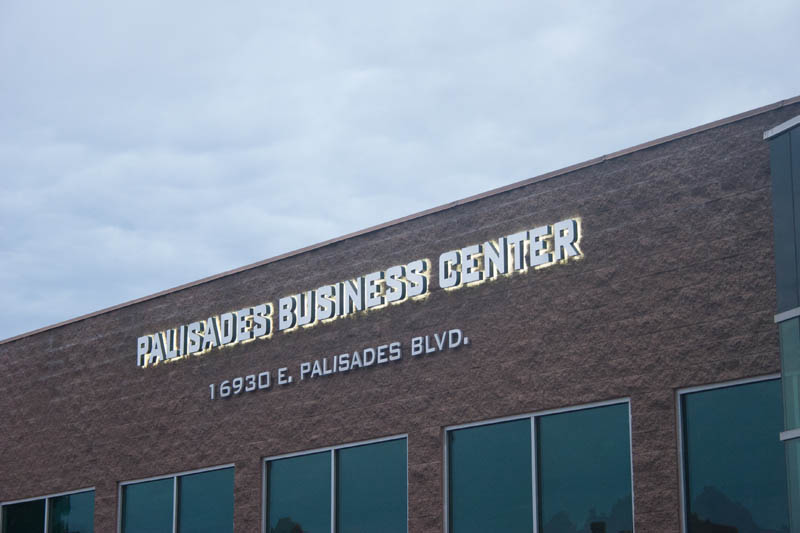 PALISADES BUSINESS CENTER
16930 E. PALISADES BLVD.